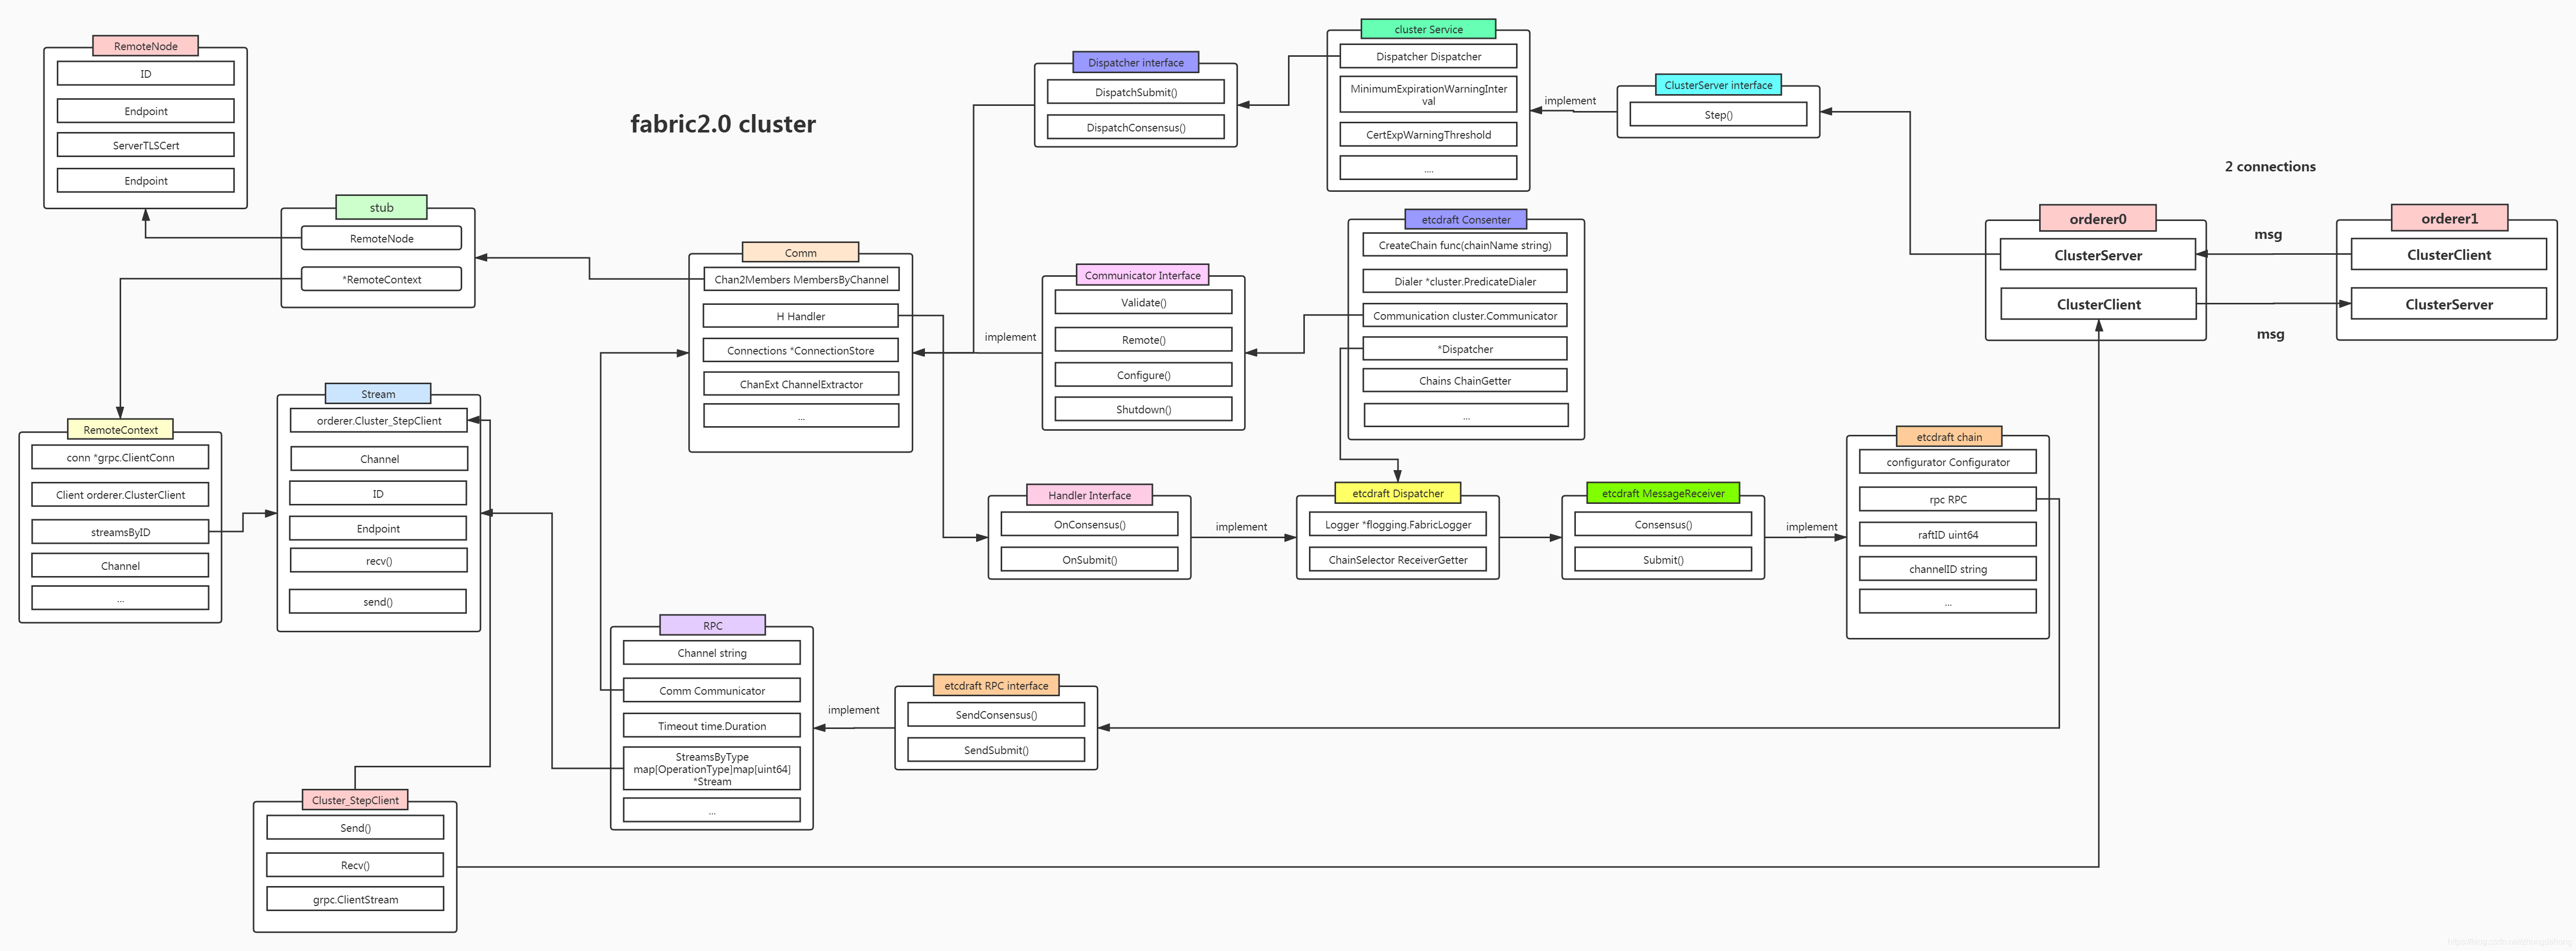 fabric2.0 cluster
RemoteNode
ID
Endpoint
ServerTLSCert
Endpoint
stub
RemoteNode
*RemoteContext
RemoteContext
conn *grpc.ClientConn
Client orderer.ClusterClient
streamsByID
Channel
...
Stream
orderer.Cluster_StepClient
Channel
ID
Endpoint
recv()
send()
Cluster_StepClient
Send()
Recv()
grpc.ClientStream
Comm
Chan2Members MembersByChannel
H Handler
Connections *ConnectionStore
ChanExt ChannelExtractor
...
RPC
Channel string
Comm Communicator
Timeout time.Duration
StreamsByType
map[OperationType]map[uint64]
*Stream
...
implement
etcdraft RPC interface
SendConsensus()
SendSubmit()
Dispatcher interface
DispatchSubmit()
DispatchConsensus()
implement
Communicator Interface
Validate()
Remote()
Configure()
Shutdown()
Handler Interface
OnConsensus()
OnSubmit()
implement
cluster Service
Dispatcher Dispatcher
MinimumExpirationWarningInter
val
CertExpWarningThreshold
....
implement
ClusterServer interface
Step()
etcdraft Consenter
CreateChain func(chainName string)
Dialer *cluster.PredicateDialer
Communication cluster.Communicator
*Dispatcher
Chains ChainGetter
...
etcdraft Dispatcher
Logger *flogging.FabricLogger
ChainSelector ReceiverGetter
etcdraft MessageReceiver
Consensus()
Submit()
implement
etcdraft chain
configurator Configurator
rpc RPC
raftID uint64
channelID string
...
2 connections
orderer0
ClusterServer
ClusterClient
msg
msg
orderer1
ClusterClient
ClusterServer